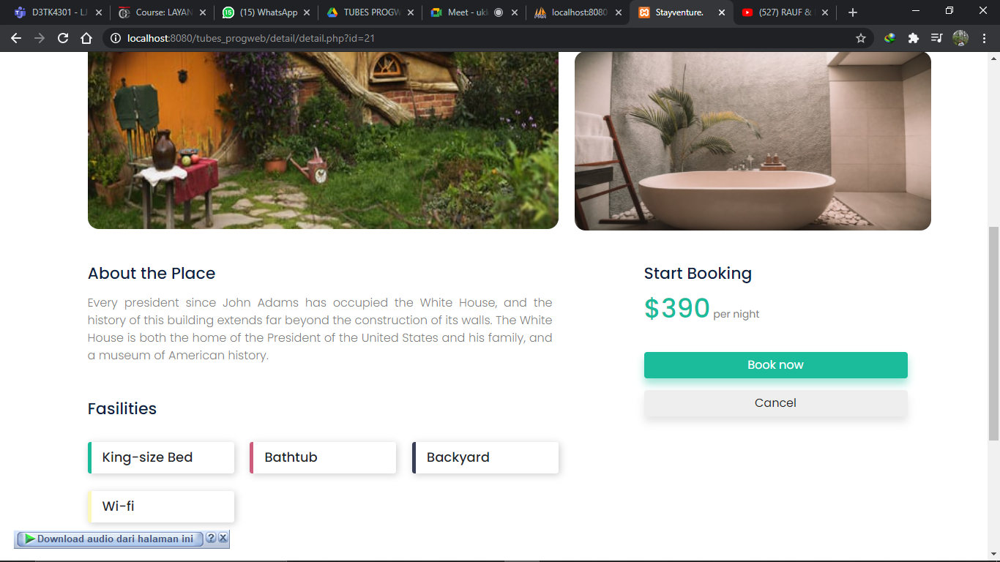 D3TK4301 - LJ
Course: LAYAN
(15) WhatsApp
TUBES PROGW
Meet - uk
localhost:8080
Stayventure.
(527) RAUF &
localhost:8080/tubes_progweb/detail/detail.php?id=21
About the Place
Every president since John Adams has occupied the White House, and the
history of this building extends far beyond the construction of its walls. The White
House is both the home of the President of the United States and his family, and
a museum of American history.
Start Booking
$390 per night
Book now
Cancel
Fasilities
King-size Bed
Bathtub
Backyard
Wi-fi
Download audio dari halaman ini ? X